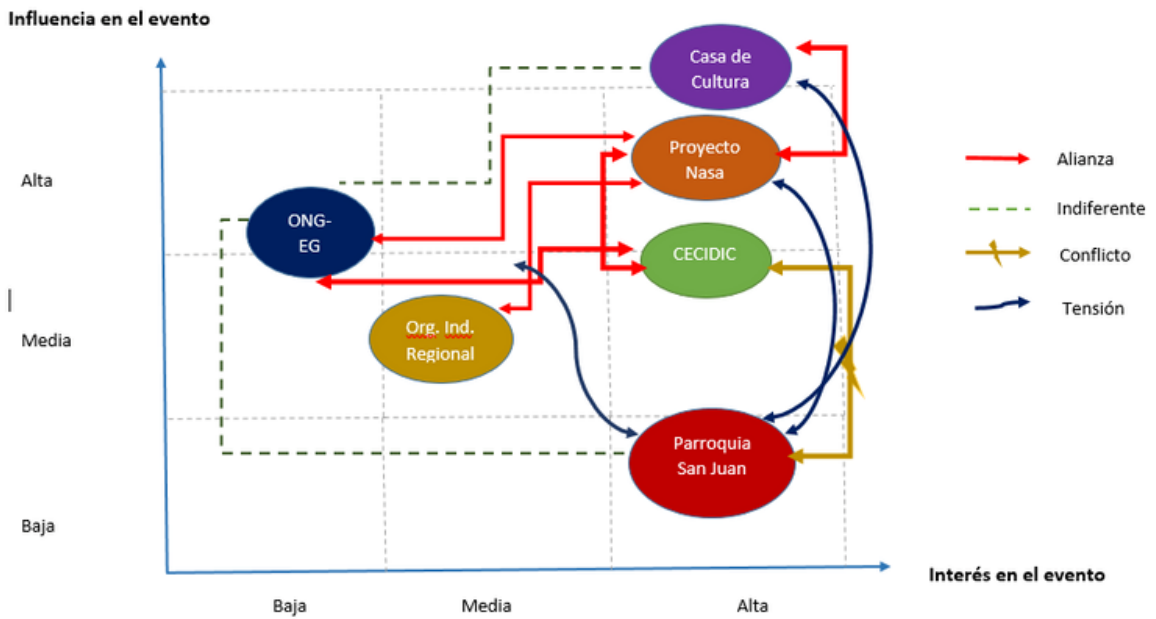 Influencia en el evento
Casa de
Cultura
Proyecto
Nasa
Alianza
Alta
Indiferente
ONG-
EG
CECIDIC
Conflicto
Tensión
Org. Ind.
Regional
Media
Parroquia
San Juan
Baja
Interés en el evento
Baja
Media
Alta